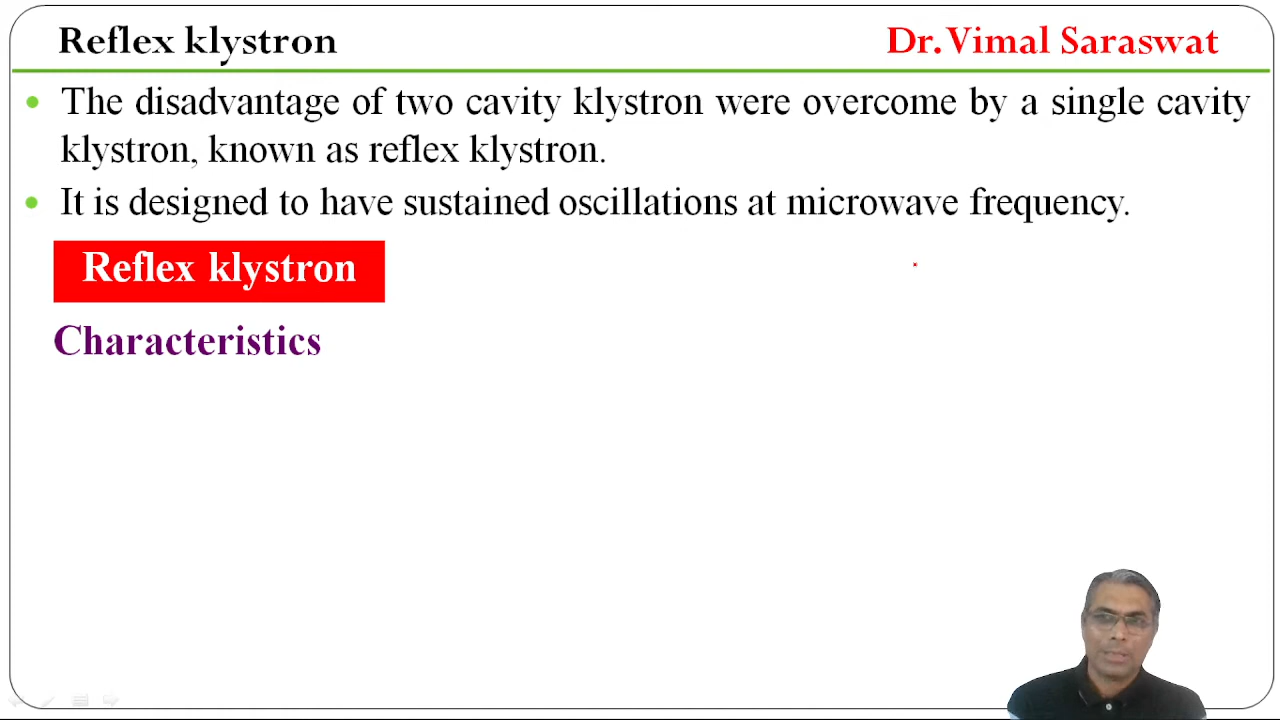 Reflex klystron
Dr. Vimal Saraswat
The disadvantage of two cavity klystron were overcome by a single cavity
klystron, known as reflex klystron.
It is designed to have sustained oscillations at microwave frequency.
Reflex klystron
Characteristics